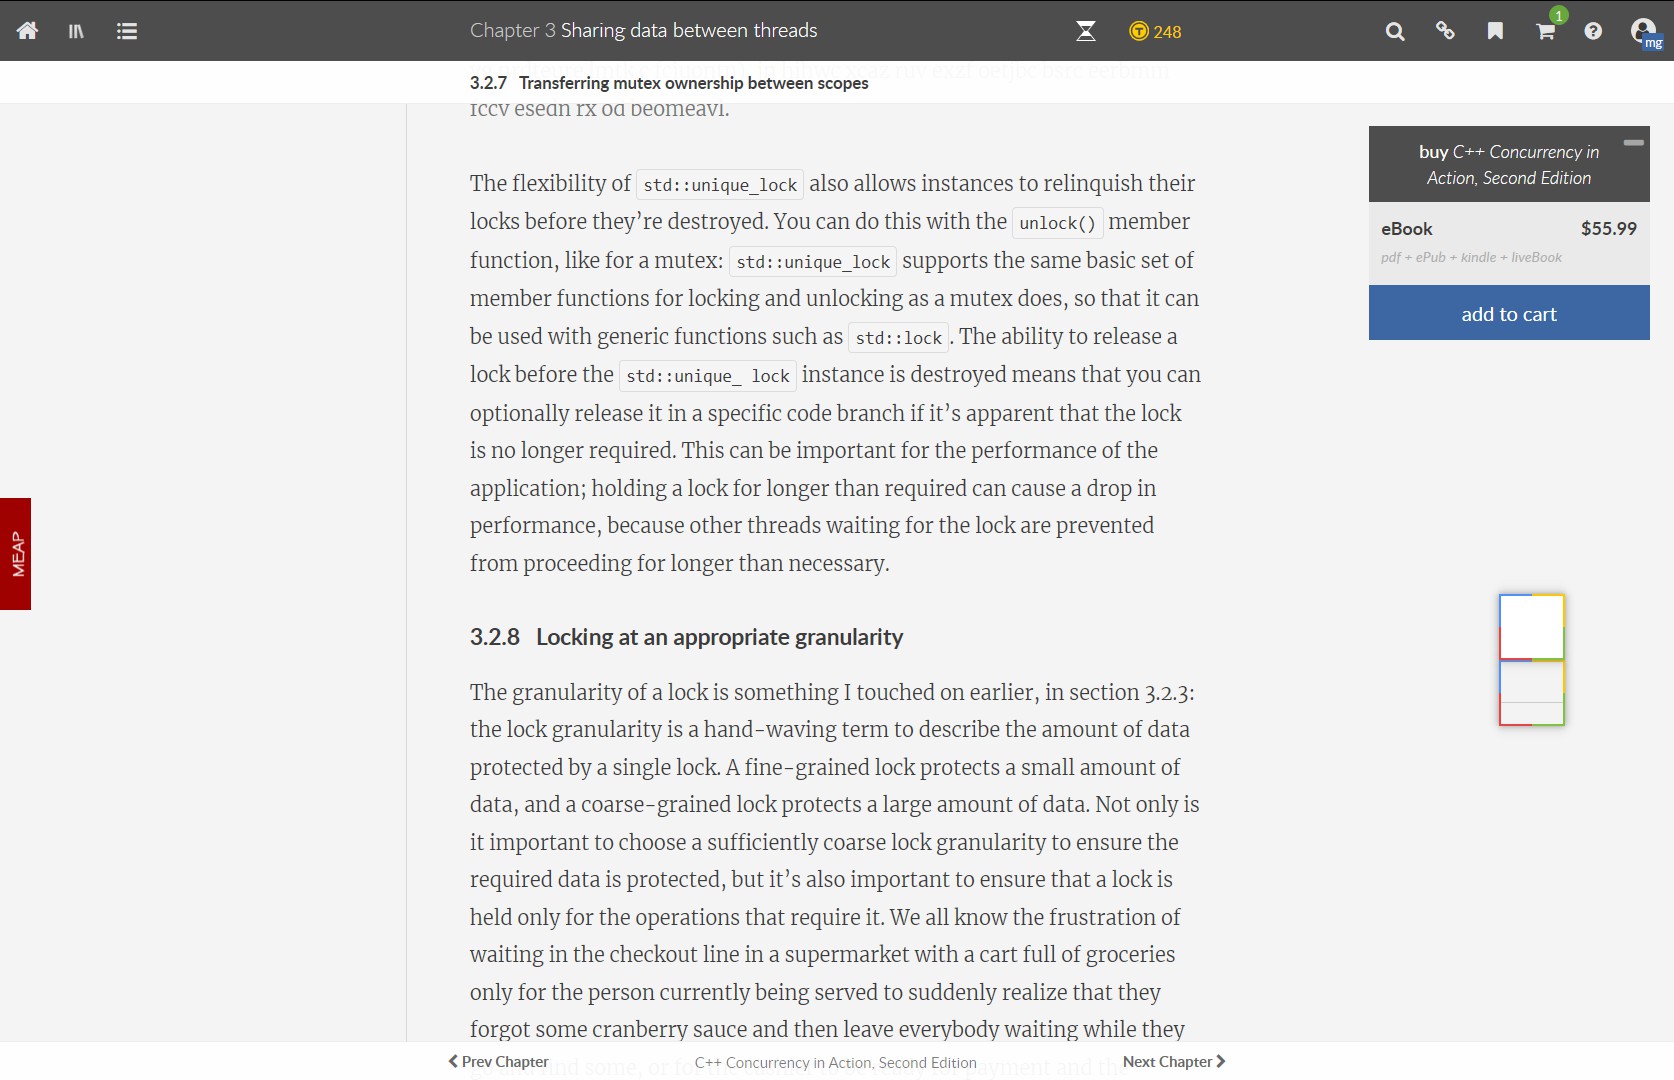 Chapter 3 Sharing data between threads
248
1
mg
3.2.7 Transferring mutex ownership between scopes
fccv esedn rx od beomeavl.
The flexibility of std::unique_lock also allows instances to relinquish their
locks before they’re destroyed. You can do this with the unlock() member
function, like for a mutex: std::unique_lock supports the same basic set of
member functions for locking and unlocking as a mutex does, so that it can
be used with generic functions such as std::lock. The ability to release a
lock before the std::unique_ lock instance is destroyed means that you can
optionally release it in a specific code branch if it’s apparent that the lock
is no longer required. This can be important for the performance of the
application; holding a lock for longer than required can cause a drop in
performance, because other threads waiting for the lock are prevented
from proceeding for longer than necessary.
3.2.8 Locking at an appropriate granularity
The granularity of a lock is something I touched on earlier, in section 3.2.3:
the lock granularity is a hand-waving term to describe the amount of data
protected by a single lock. A fine-grained lock protects a small amount of
data, and a coarse-grained lock protects a large amount of data. Not only is
it important to choose a sufficiently coarse lock granularity to ensure the
required data is protected, but it’s also important to ensure that a lock is
held only for the operations that require it. We all know the frustration of
waiting in the checkout line in a supermarket with a cart full of groceries
only for the person currently being served to suddenly realize that they
forgot some cranberry sauce and then leave everybody waiting while they
buy C++ Concurrency in
Action, Second Edition
eBook $55.99
pdf + ePub + kindle + liveBook
add to cart
MEAP
Prev Chapter
C++ Concurrency in Action, Second Edition
Next Chapter